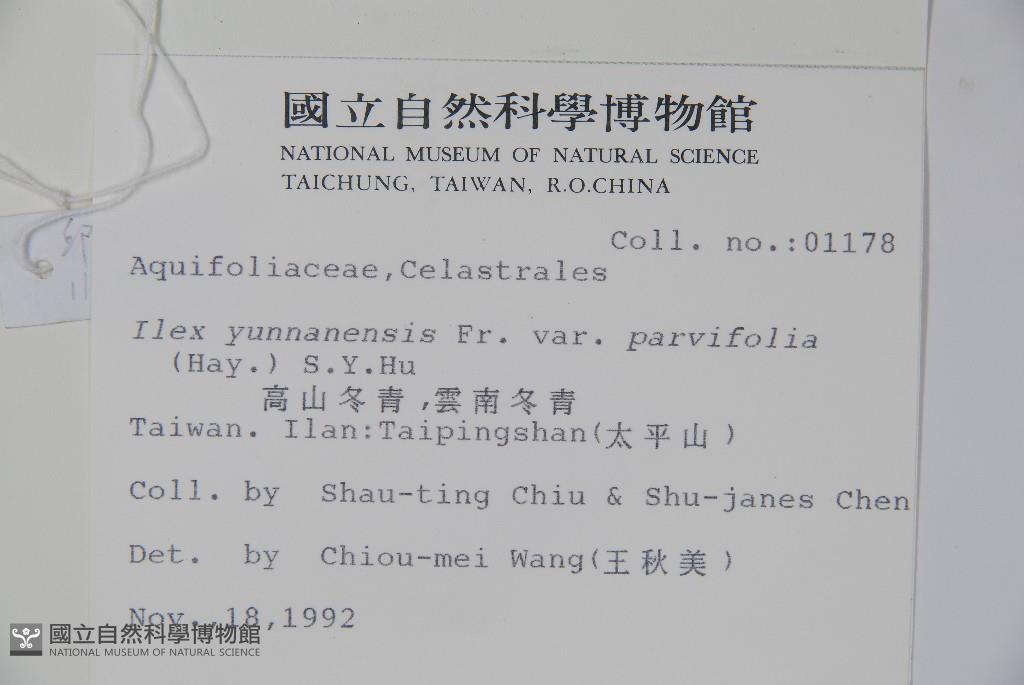 國立自然科學博物館
NATIONAL MUSEUM OF NATURAL SCIENCE
TAICHUNG, TAIWAN, R.O.CHINA
Coll. no.:01178
Aquifoliaceae,Celastrales
Ilex yunnanensis Fr. var. parvifolia
(Hay.) S.Y.Hu
高山冬青,雲南冬青
Taiwan. Ilan:Taipingshan(太平山)
Coll. by Shau-ting Chiu & Shu-janes Chen
Det. by Chiou-mei Wang(王秋美)
Nov.,18,1992
國立自然科學博物館
NATIONAL MUSEUM OF NATURAL SCIENCE